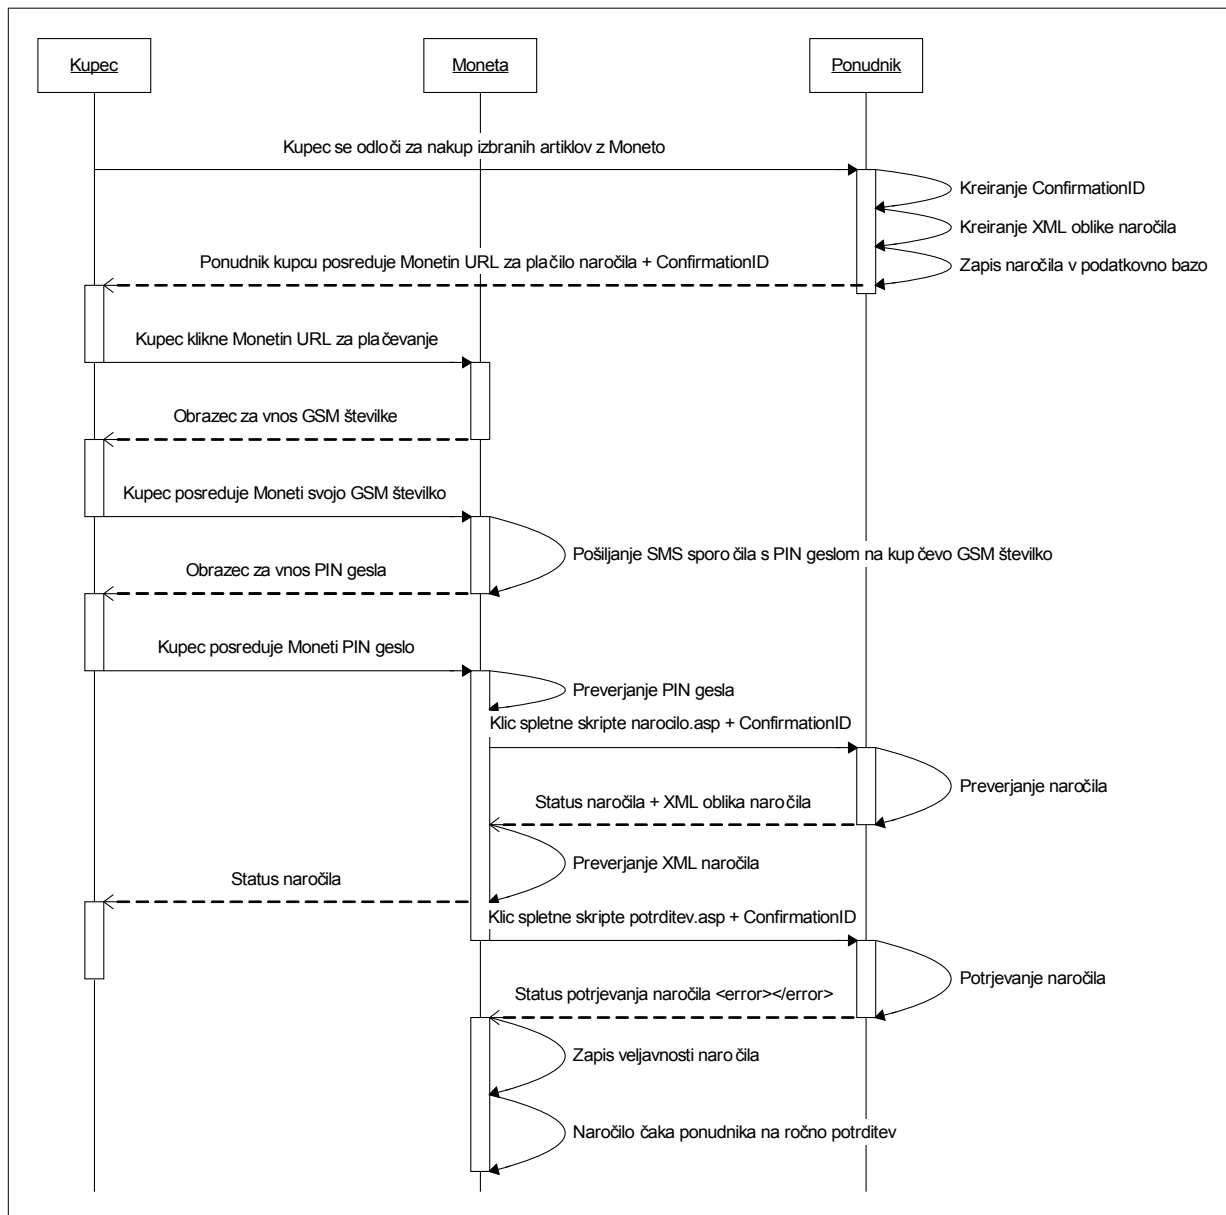 Kupec
Moneta
Ponudnik
Kupec se odloči za nakup izbranih artiklov z Moneto
Kreiranje ConfirmationID
Kreiranje XML oblike naročila
Ponudnik kupcu posreduje Monetin URL za plačilo naročila + ConfirmationID
Zapis naročila v podatkovno bazo
Kupec klikne Monetin URL za plačevanje
Obrazec za vnos GSM številke
Kupec posreduje Moneti svojo GSM številko
Pošiljanje SMS sporočila s PIN geslom na kupčevo GSM številko
Obrazec za vnos PIN gesla
Kupec posreduje Moneti PIN geslo
Preverjanje PIN gesla
Klic spletne skripte narocilo.asp + ConfirmationID
Preverjanje naročila
Status naročila + XML oblika naročila
Preverjanje XML naročila
Status naročila
Klic spletne skripte potrditev.asp + ConfirmationID
Potrjevanje naročila
Status potrjevanja naročila <error></error>
Zapis veljavnosti naročila
Naročilo čaka ponudnika na ročno potrditev